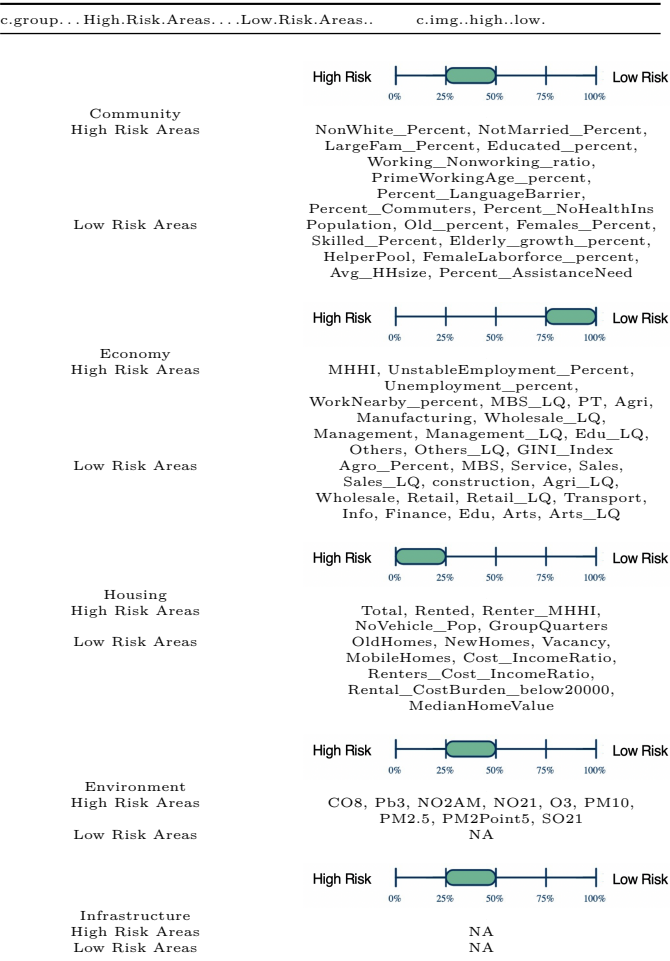 c.group...High.Risk.Areas....Low.Risk.Areas.. c.img..high..low.
High Risk Low Risk
0% 25% 50% 75% 100%
Community
High Risk Areas NonWhite_Percent, NotMarried_Percent,
LargeFam_Percent, Educated_percent,
Working_Nonworking_ratio,
PrimeWorkingAge_percent,
Percent_LanguageBarrier,
Percent_Commuters, Percent_NoHealthIns
Low Risk Areas Population, Old_percent, Females_Percent,
Skilled_Percent, Elderly_growth_percent,
HelperPool, FemaleLaborforce_percent,
Avg_HHsize, Percent_AssistanceNeed
High Risk Low Risk
0% 25% 50% 75% 100%
Economy
High Risk Areas MHHI, UnstableEmployment_Percent,
Unemployment_percent,
WorkNearby_percent, MBS_LQ, PT, Agri,
Manufacturing, Wholesale_LQ,
Management, Management_LQ, Edu_LQ,
Others, Others_LQ, GINI_Index
Low Risk Areas Agro_Percent, MBS, Service, Sales,
Sales_LQ, construction, Agri_LQ,
Wholesale, Retail, Retail_LQ, Transport,
Info, Finance, Edu, Arts, Arts_LQ
High Risk Low Risk
0% 25% 50% 75% 100%
Housing
High Risk Areas Total, Rented, Renter_MHHI,
NoVehicle_Pop, GroupQuarters
Low Risk Areas OldHomes, NewHomes, Vacancy,
MobileHomes, Cost_IncomeRatio,
Renters_Cost_IncomeRatio,
Rental_CostBurden_below20000,
MedianHomeValue
High Risk Low Risk
0% 25% 50% 75% 100%
Environment
High Risk Areas CO8, Pb3, NO2AM, NO21, O3, PM10,
PM2.5, PM2Point5, SO21
Low Risk Areas NA
High Risk Low Risk
0% 25% 50% 75% 100%
Infrastructure
High Risk Areas NA
Low Risk Areas NA